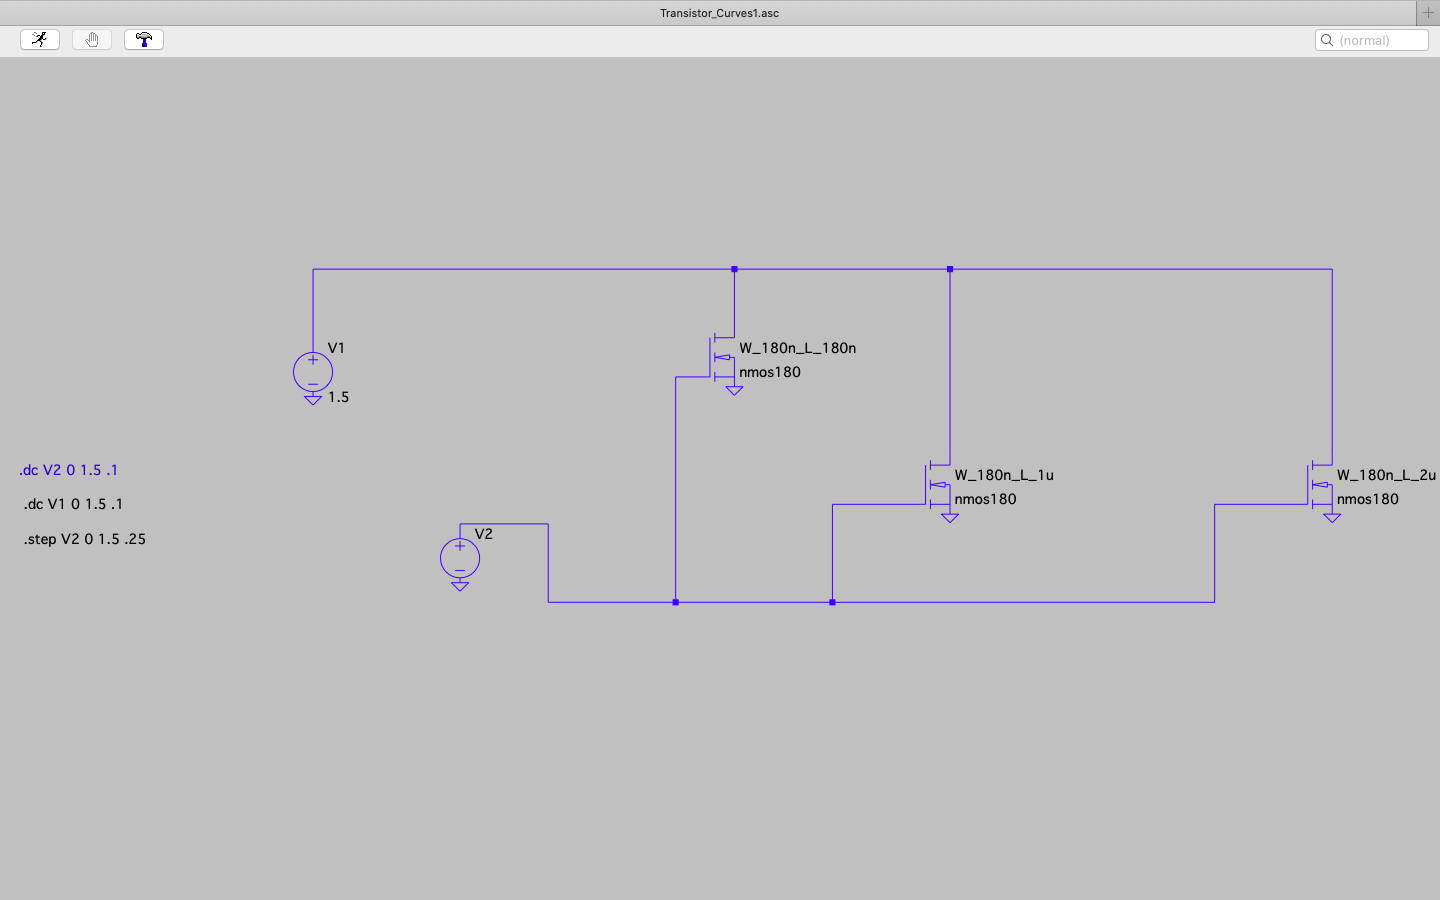 Transistor_Curves1.asc
(normal)
V1
1.5
W_180n_L_180n
nmos180
.dc V2 0 1.5 .1
.dc V1 0 1.5 .1
.step V2 0 1.5 .25
V2
W_180n_L_1u
nmos180
W_180n_L_2u
nmos180